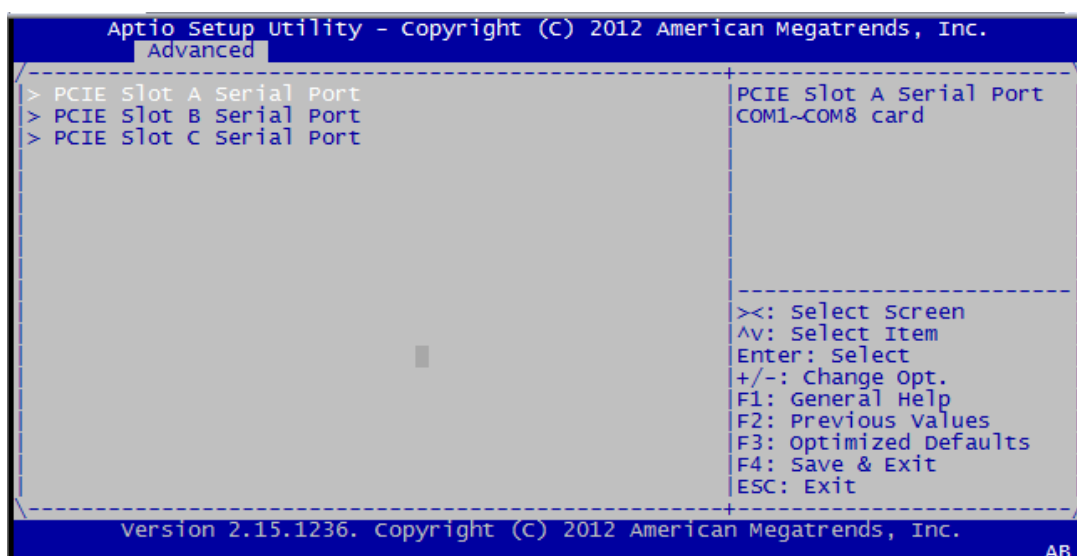 Aptio Setup Utility - Copyright (C) 2012 American Megatrends, Inc.
Advanced
> PCIE Slot A Serial Port
> PCIE Slot B Serial Port
> PCIE Slot C Serial Port
PCIE Slot A Serial Port
COM1~COM8 card
><: Select Screen
^v: Select Item
Enter: Select
+/-: Change Opt.
F1: General Help
F2: Previous Values
F3: Optimized Defaults
F4: Save & Exit
ESC: Exit
Version 2.15.1236. Copyright (C) 2012 American Megatrends, Inc.
AB